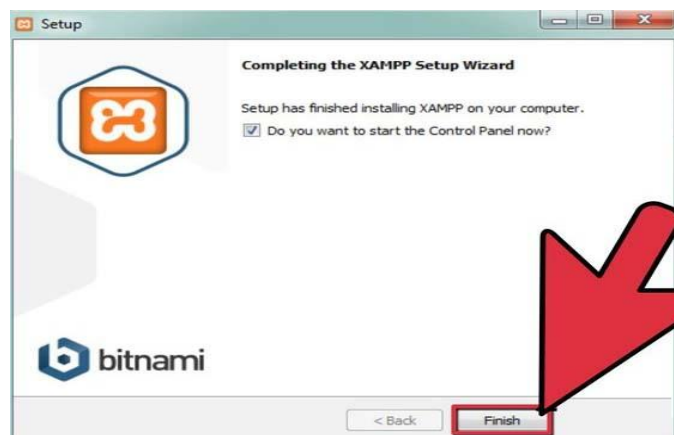 Setup
Completing the XAMPP Setup Wizard
Setup has finished installing XAMPP on your computer.
Do you want to start the Control Panel now?
bitnami
< Back
Finish